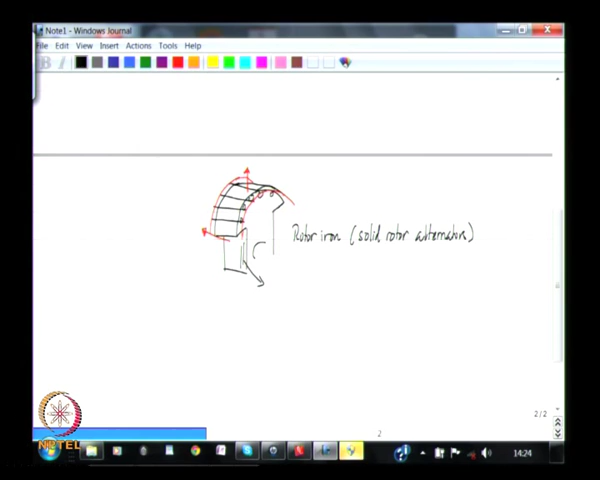 Note1 - Windows Journal
File Edit View Insert Actions Tools Help
B I
Rotor iron (solid rotor alternators)
2 / 2
2
NPTEL
14:24